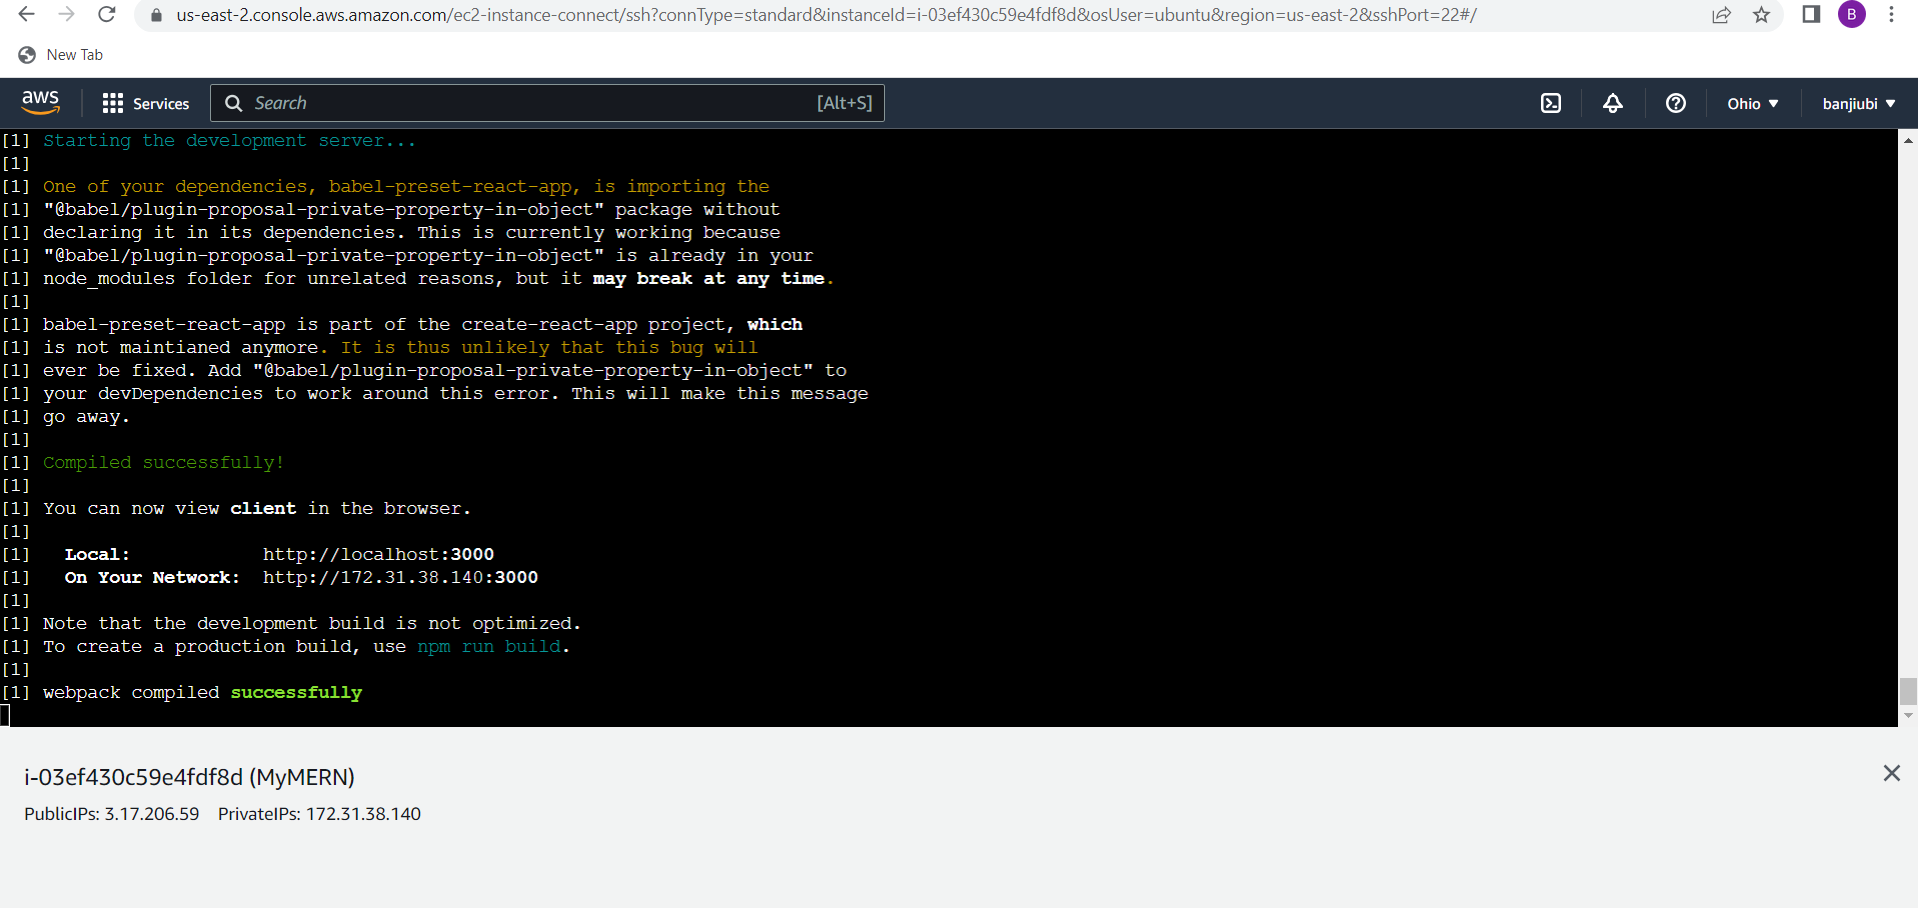 us-east-2.console.aws.amazon.com/ec2-instance-connect/ssh?connType=standard&instanceId=i-03ef430c59e4fdf8d&osUser=ubuntu&region=us-east-2&sshPort=22#/
B
New Tab
aws Services Search [Alt+S] Ohio banjiubi
[1] Starting the development server...
[1]
[1] One of your dependencies, babel-preset-react-app, is importing the
[1] "@babel/plugin-proposal-private-property-in-object" package without
[1] declaring it in its dependencies. This is currently working because
[1] "@babel/plugin-proposal-private-property-in-object" is already in your
[1] node_modules folder for unrelated reasons, but it may break at any time.
[1]
[1] babel-preset-react-app is part of the create-react-app project, which
[1] is not maintianed anymore. It is thus unlikely that this bug will
[1] ever be fixed. Add "@babel/plugin-proposal-private-property-in-object" to
[1] your devDependencies to work around this error. This will make this message
[1] go away.
[1]
[1] Compiled successfully!
[1]
[1] You can now view client in the browser.
[1]
[1] Local: http://localhost:3000
[1] On Your Network: http://172.31.38.140:3000
[1]
[1] Note that the development build is not optimized.
[1] To create a production build, use npm run build.
[1]
[1] webpack compiled successfully
i-03ef430c59e4fdf8d (MyMERN)
PublicIPs: 3.17.206.59 PrivateIPs: 172.31.38.140